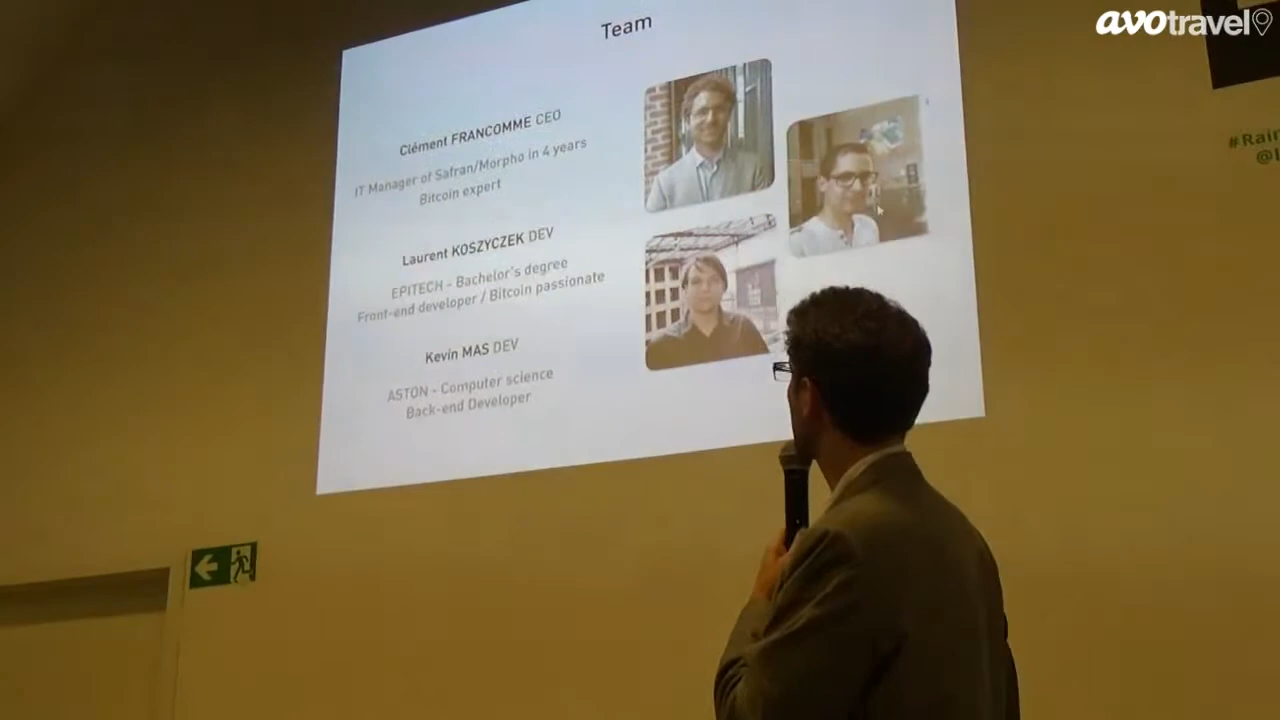 avotravel
Team
Clément FRANCOMME CEO
IT Manager of Safran/Morpho in 4 years
Bitcoin expert
Laurent KOSZYCZEK DEV
EPITECH - Bachelor's degree
Front-end developer / Bitcoin passionate
Kevin MAS DEV
ASTON - Computer science
Back-end Developer